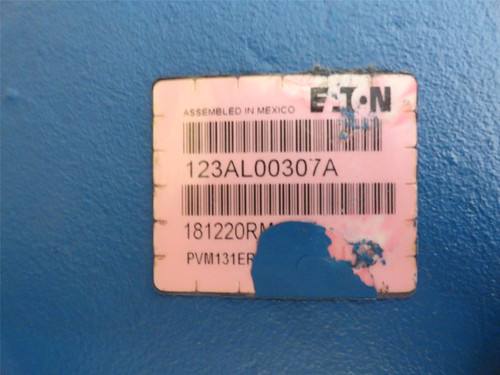 ASSEMBLED IN MEXICO EATON
123AL00307A
181220RM
PVM131ER